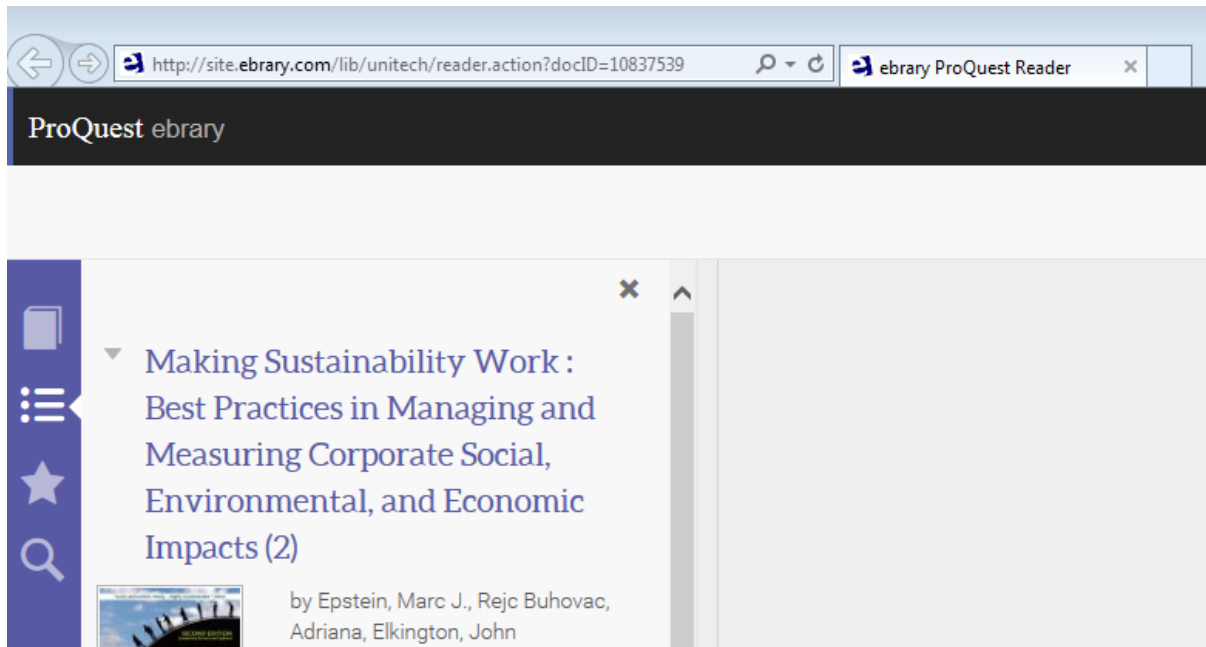 http://site.ebrary.com/lib/unitech/reader.action?docID=10837539
ebrary ProQuest Reader
ProQuest ebrary
Making Sustainability Work :
Best Practices in Managing and
Measuring Corporate Social,
Environmental, and Economic
Impacts (2)
by Epstein, Marc J., Rejc Buhovac,
Adriana, Elkington, John
SECOND EDITION